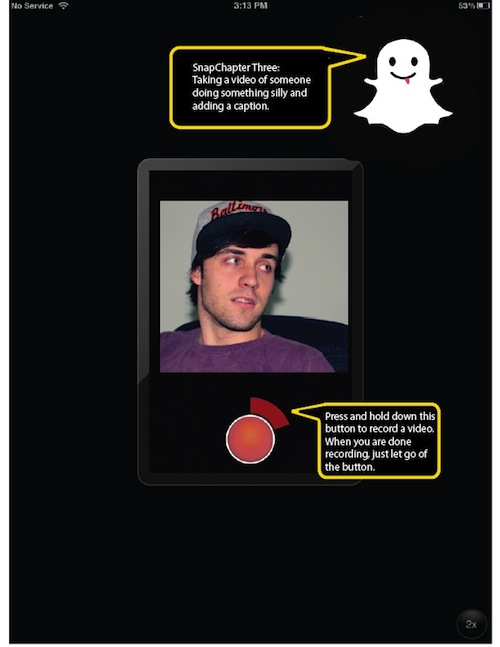 No Service 3:13 PM 53%
SnapChapter Three:
Taking a video of someone
doing something silly and
adding a caption.
Baltimore
Press and hold down this
button to record a video.
When you are done
recording, just let go of
the button.
2x